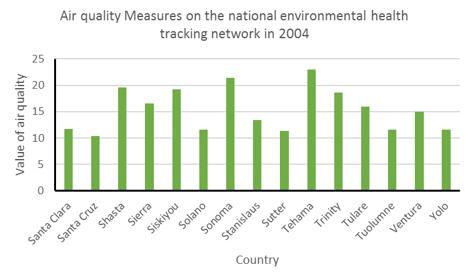 Air quality Measures on the national environmental health
tracking network in 2004
Value of air quality
25
20
15
10
5
0
Santa Clara
Santa Cruz
Shasta
Sierra
Siskiyou
Solano
Sonoma
Stanislaus
Sutter
Tehama
Trinity
Tulare
Tuolumne
Ventura
Yolo
Country